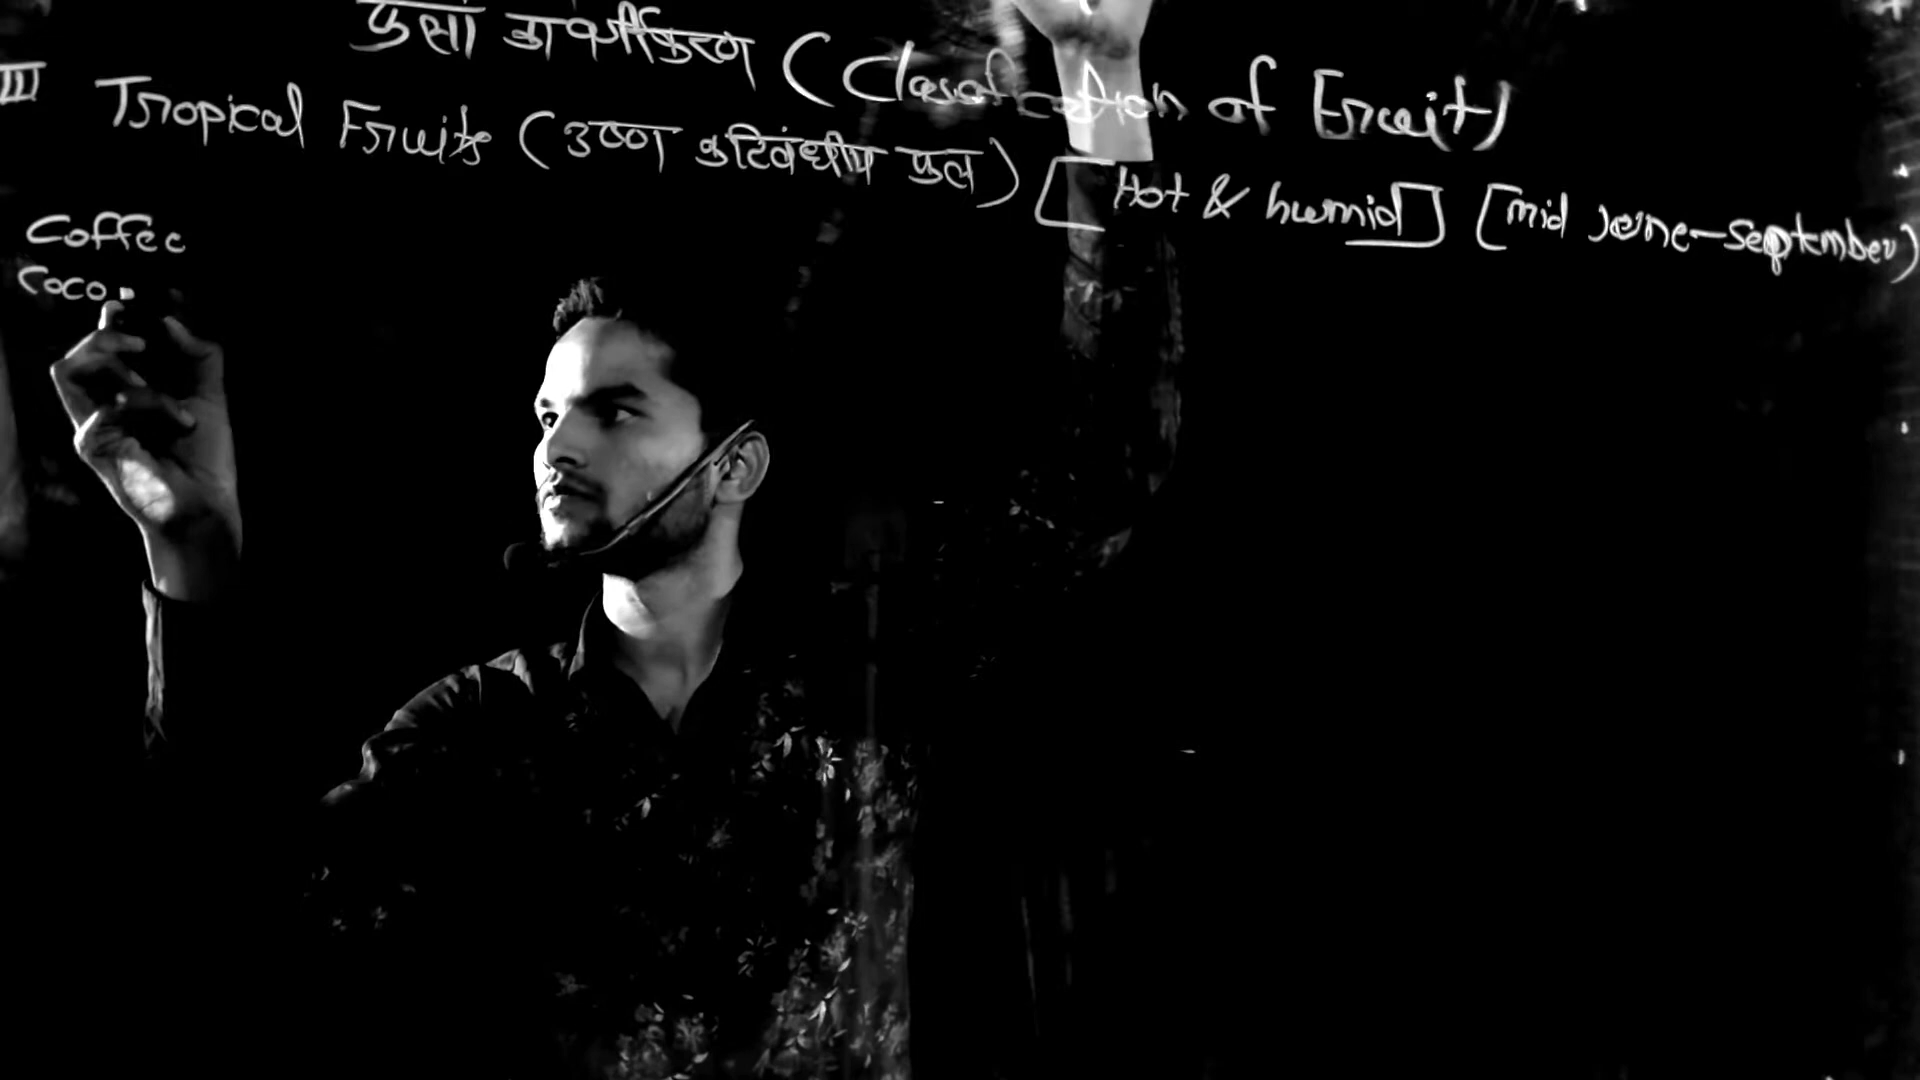 फलों का वर्गीकरण (Classification of Fruit)
III Tropical Fruits (उष्ण कटिबंधीय फल) [Hot & humid] [mid June-September)
Coffee
Coco